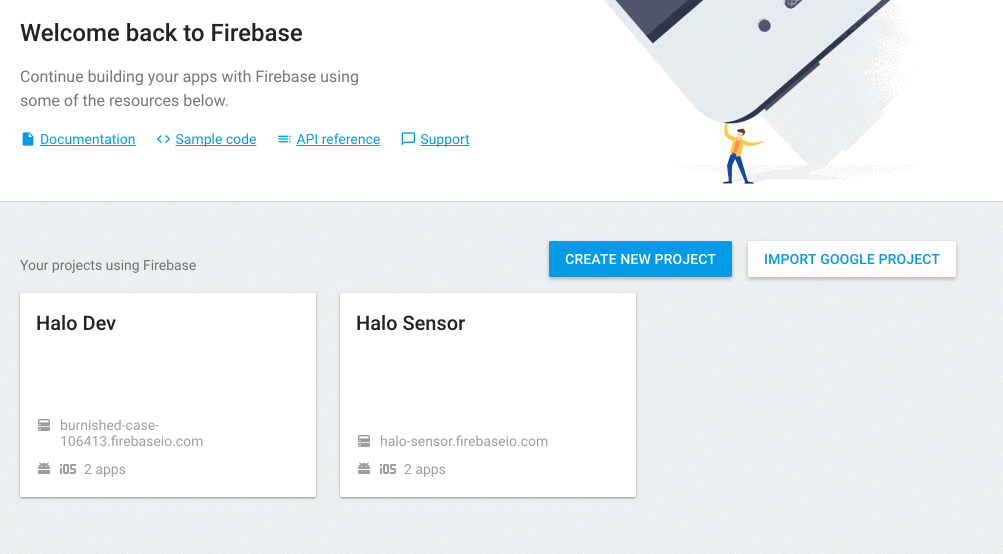 Welcome back to Firebase
Continue building your apps with Firebase using
some of the resources below.
Documentation Sample code API reference Support
Your projects using Firebase
CREATE NEW PROJECT IMPORT GOOGLE PROJECT
Halo Dev
burnished-case-
106413.firebaseio.com
iOS 2 apps
Halo Sensor
halo-sensor.firebaseio.com
iOS 2 apps